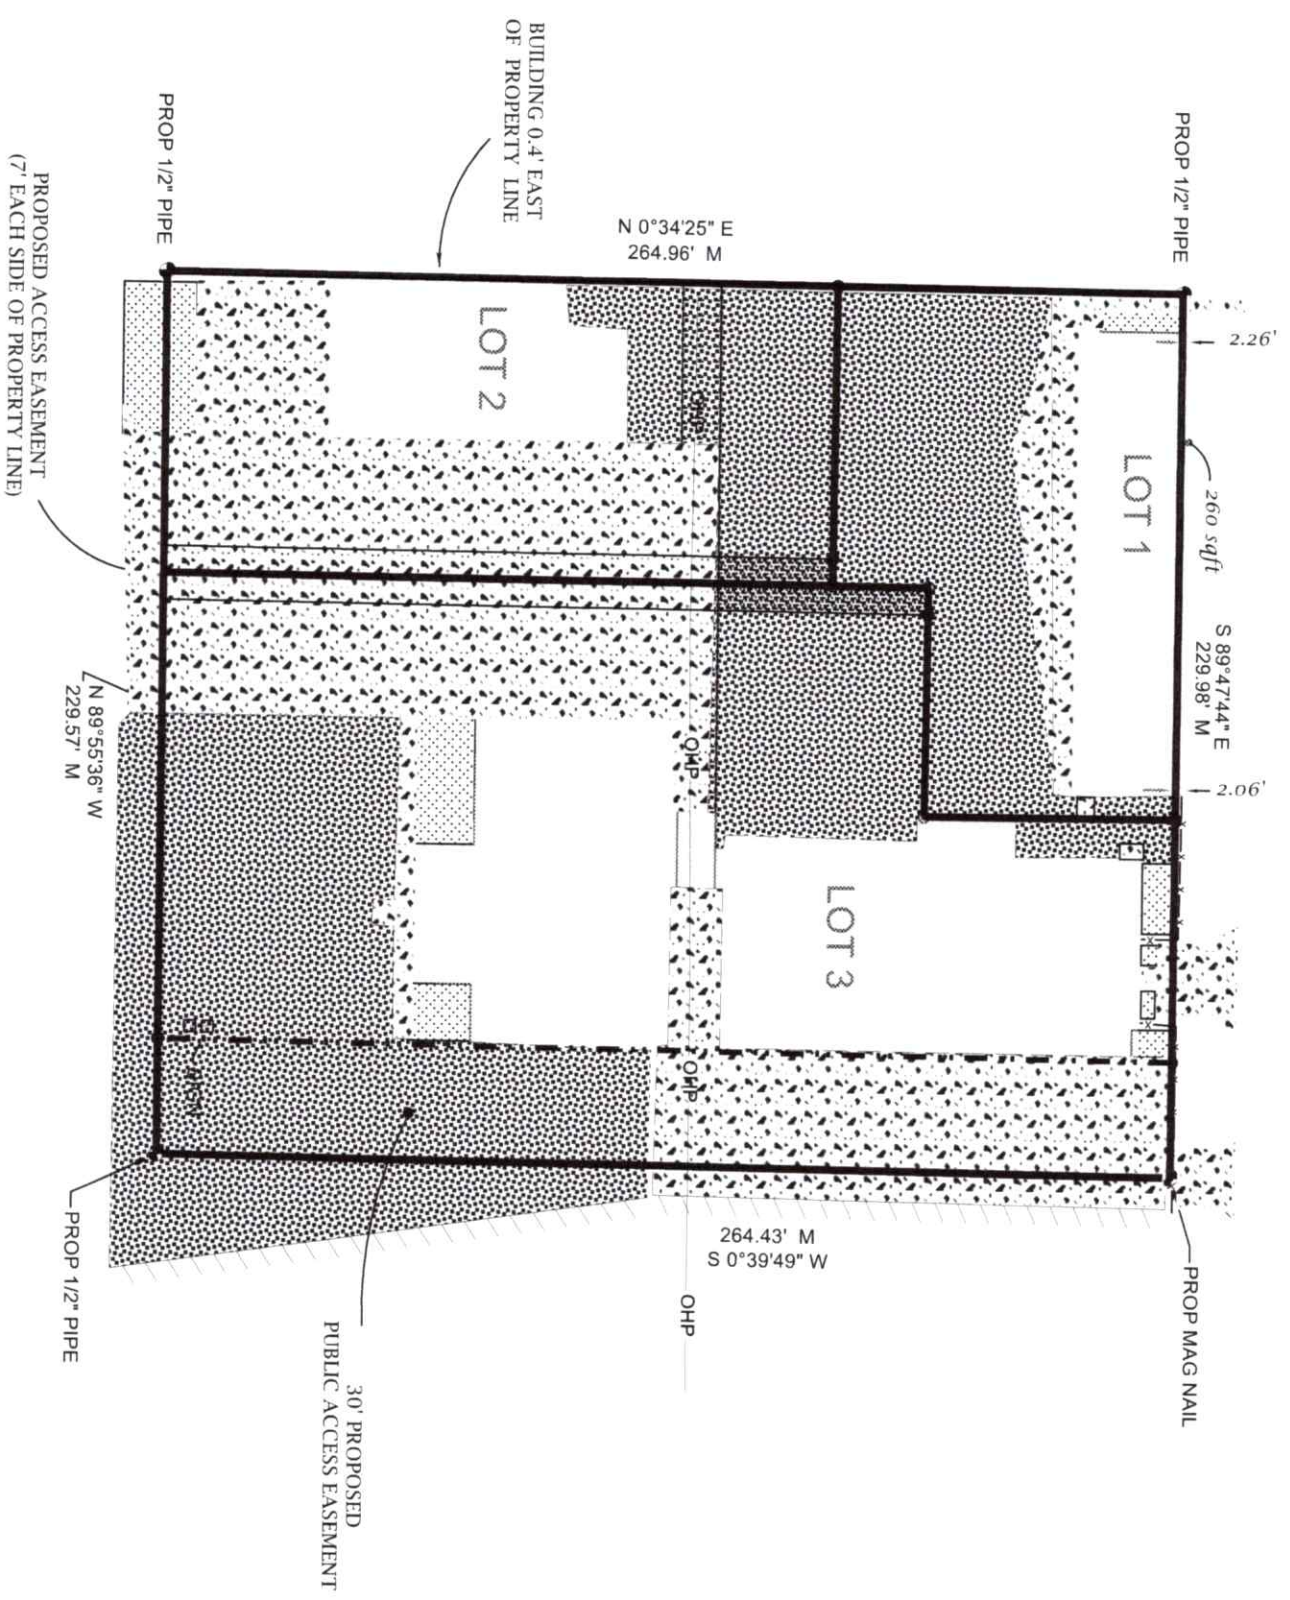 PROP 1/2" PIPE
2.26'
260 sqft
S 89°47'44" E
229.98' M
2.06'
PROP MAG NAIL
LOT 1
N 0°34'25" E
264.96' M
BUILDING 0.4' EAST
OF PROPERTY LINE
LOT 2
LOT 3
OHP
OHP
OHP
OHP
264.43' M
S 0°39'49" W
PROP 1/2" PIPE
PROPOSED ACCESS EASEMENT
(7' EACH SIDE OF PROPERTY LINE)
N 89°55'36" W
229.57' M
PROP 1/2" PIPE
30' PROPOSED
PUBLIC ACCESS EASEMENT